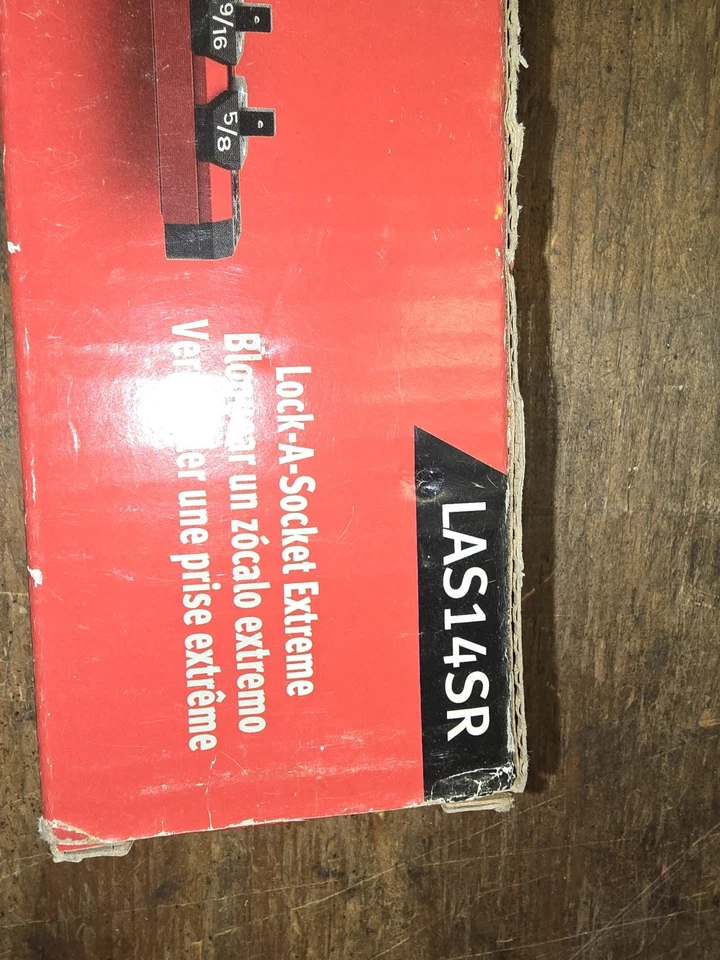 9/16
5/8
LAS14SR
Lock-A-Socket Extreme
un zócalo extremo
une prise extrême